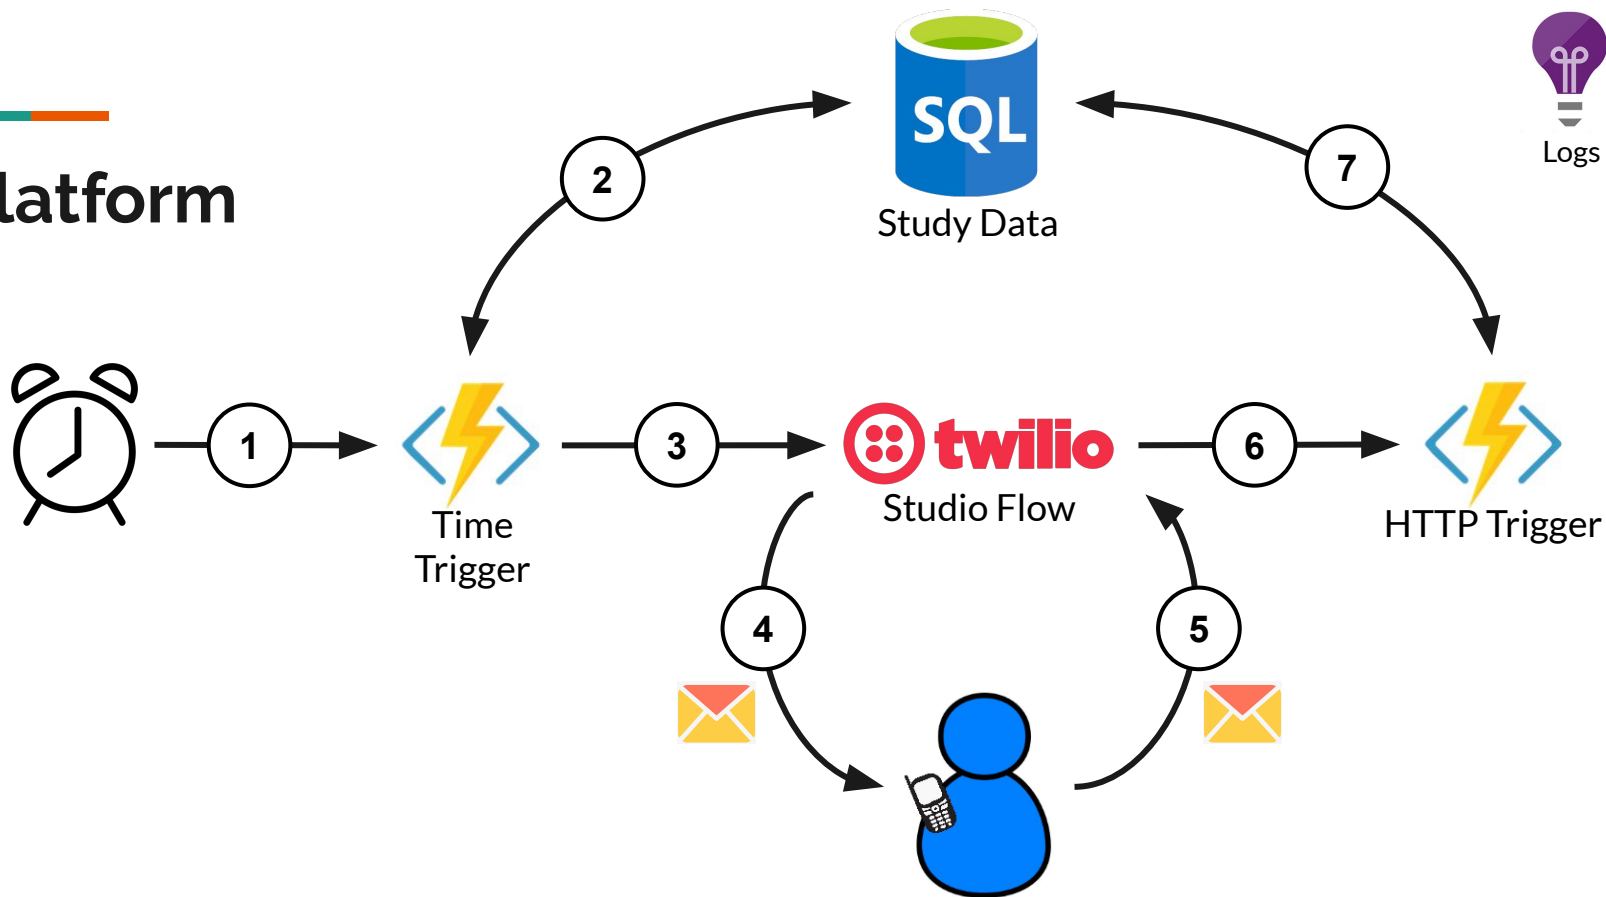 latform
SQL
Study Data
Logs
2
7
1
3
twilio
Studio Flow
6
Time
Trigger
HTTP Trigger
4
5